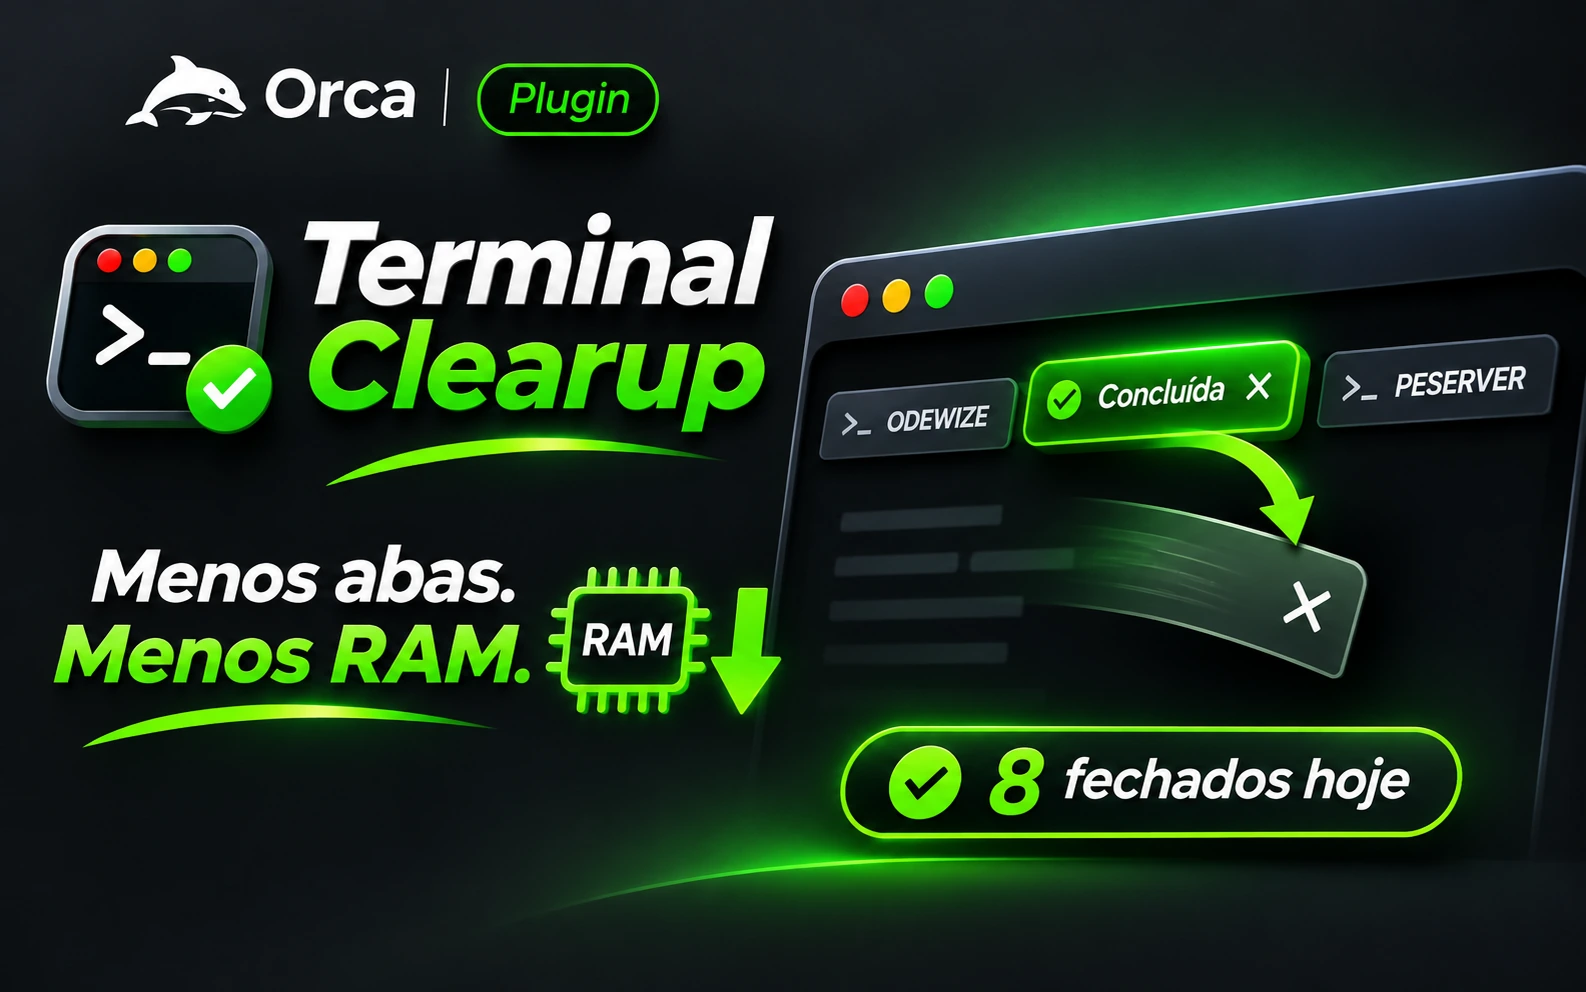 Orca | Plugin
Terminal
Clearup
Menos abas.
Menos RAM.
RAM
>_ ODEWIZE
Concluída X
>_ PESERVER
8 fechados hoje